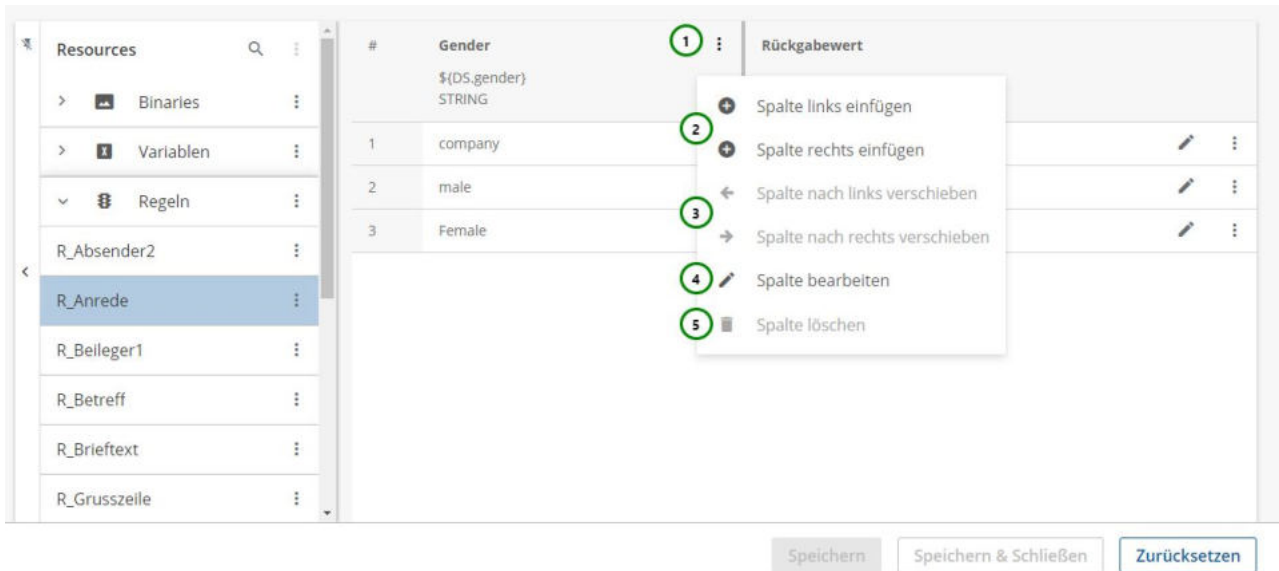 Resources
Binaries
Variablen
Regeln
R_Absender2
R_Anrede
R_Beileger1
R_Betreff
R_Brieftext
R_Grusszeile
# Gender 1 Rückgabewert
${DS.gender}
STRING
1 company
2 male
3 Female
Spalte links einfügen
2
Spalte rechts einfügen
Spalte nach links verschieben
3
Spalte nach rechts verschieben
4 Spalte bearbeiten
5 Spalte löschen
Speichern Speichern & Schließen Zurücksetzen